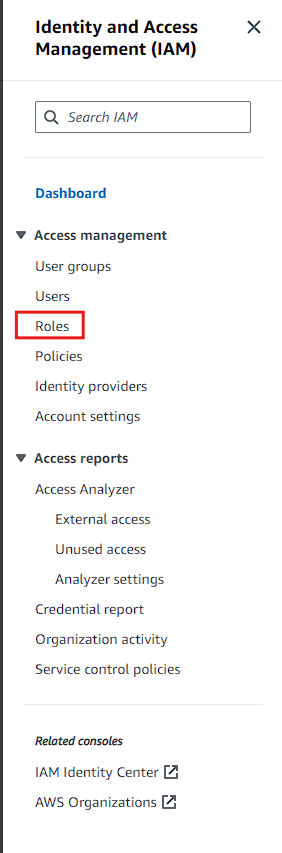 Identity and Access
Management (IAM)
Search IAM
Dashboard
Access management
User groups
Users
Roles
Policies
Identity providers
Account settings
Access reports
Access Analyzer
External access
Unused access
Analyzer settings
Credential report
Organization activity
Service control policies
Related consoles
IAM Identity Center
AWS Organizations